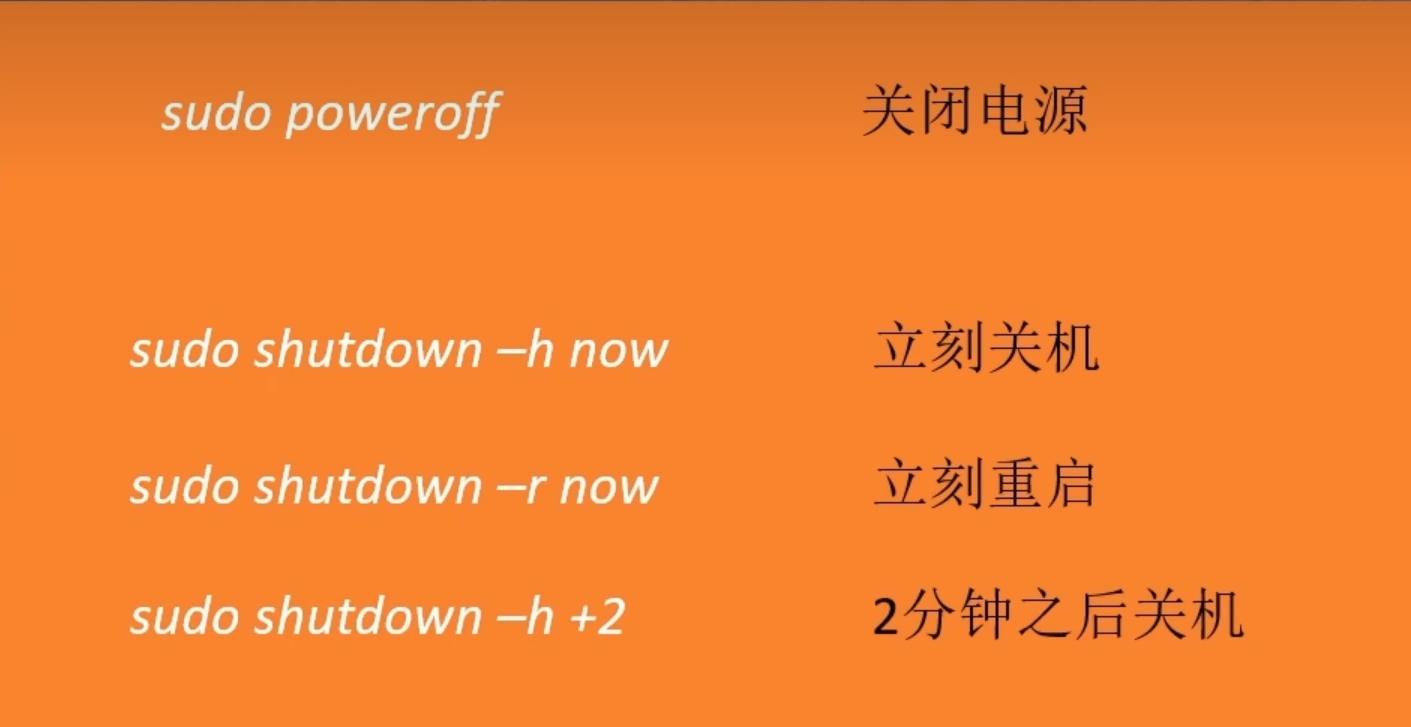 sudo poweroff 关闭电源
sudo shutdown –h now 立刻关机
sudo shutdown –r now 立刻重启
sudo shutdown –h +2 2分钟之后关机